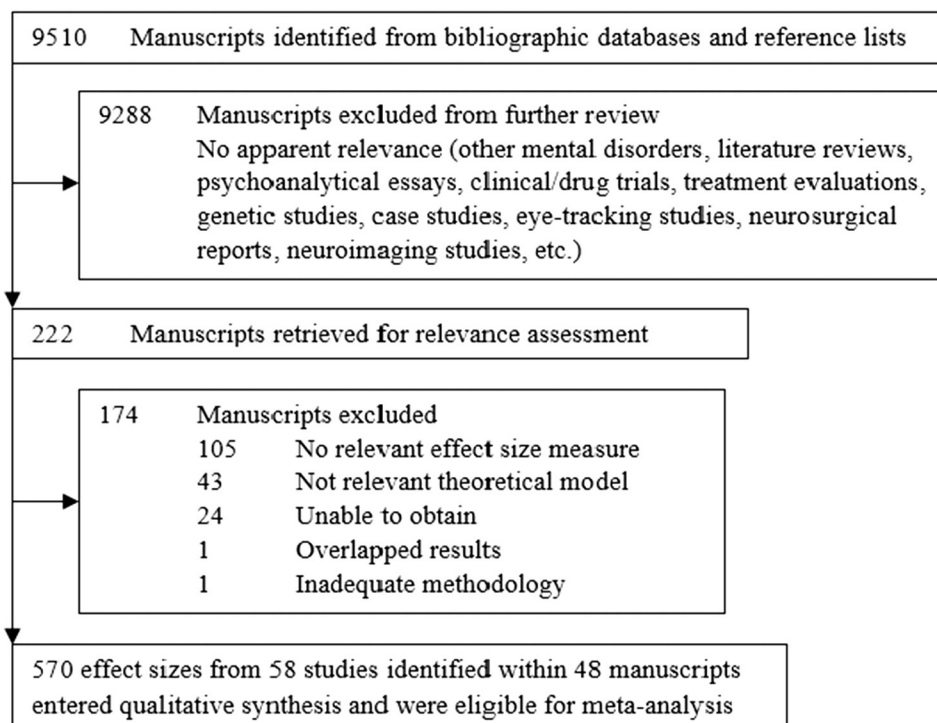 9510 Manuscripts identified from bibliographic databases and reference lists
9288 Manuscripts excluded from further review
No apparent relevance (other mental disorders, literature reviews,
psychoanalytical essays, clinical/drug trials, treatment evaluations,
genetic studies, case studies, eye-tracking studies, neurosurgical
reports, neuroimaging studies, etc.)
222 Manuscripts retrieved for relevance assessment
174 Manuscripts excluded
105 No relevant effect size measure
43 Not relevant theoretical model
24 Unable to obtain
1 Overlapped results
1 Inadequate methodology
570 effect sizes from 58 studies identified within 48 manuscripts
entered qualitative synthesis and were eligible for meta-analysis